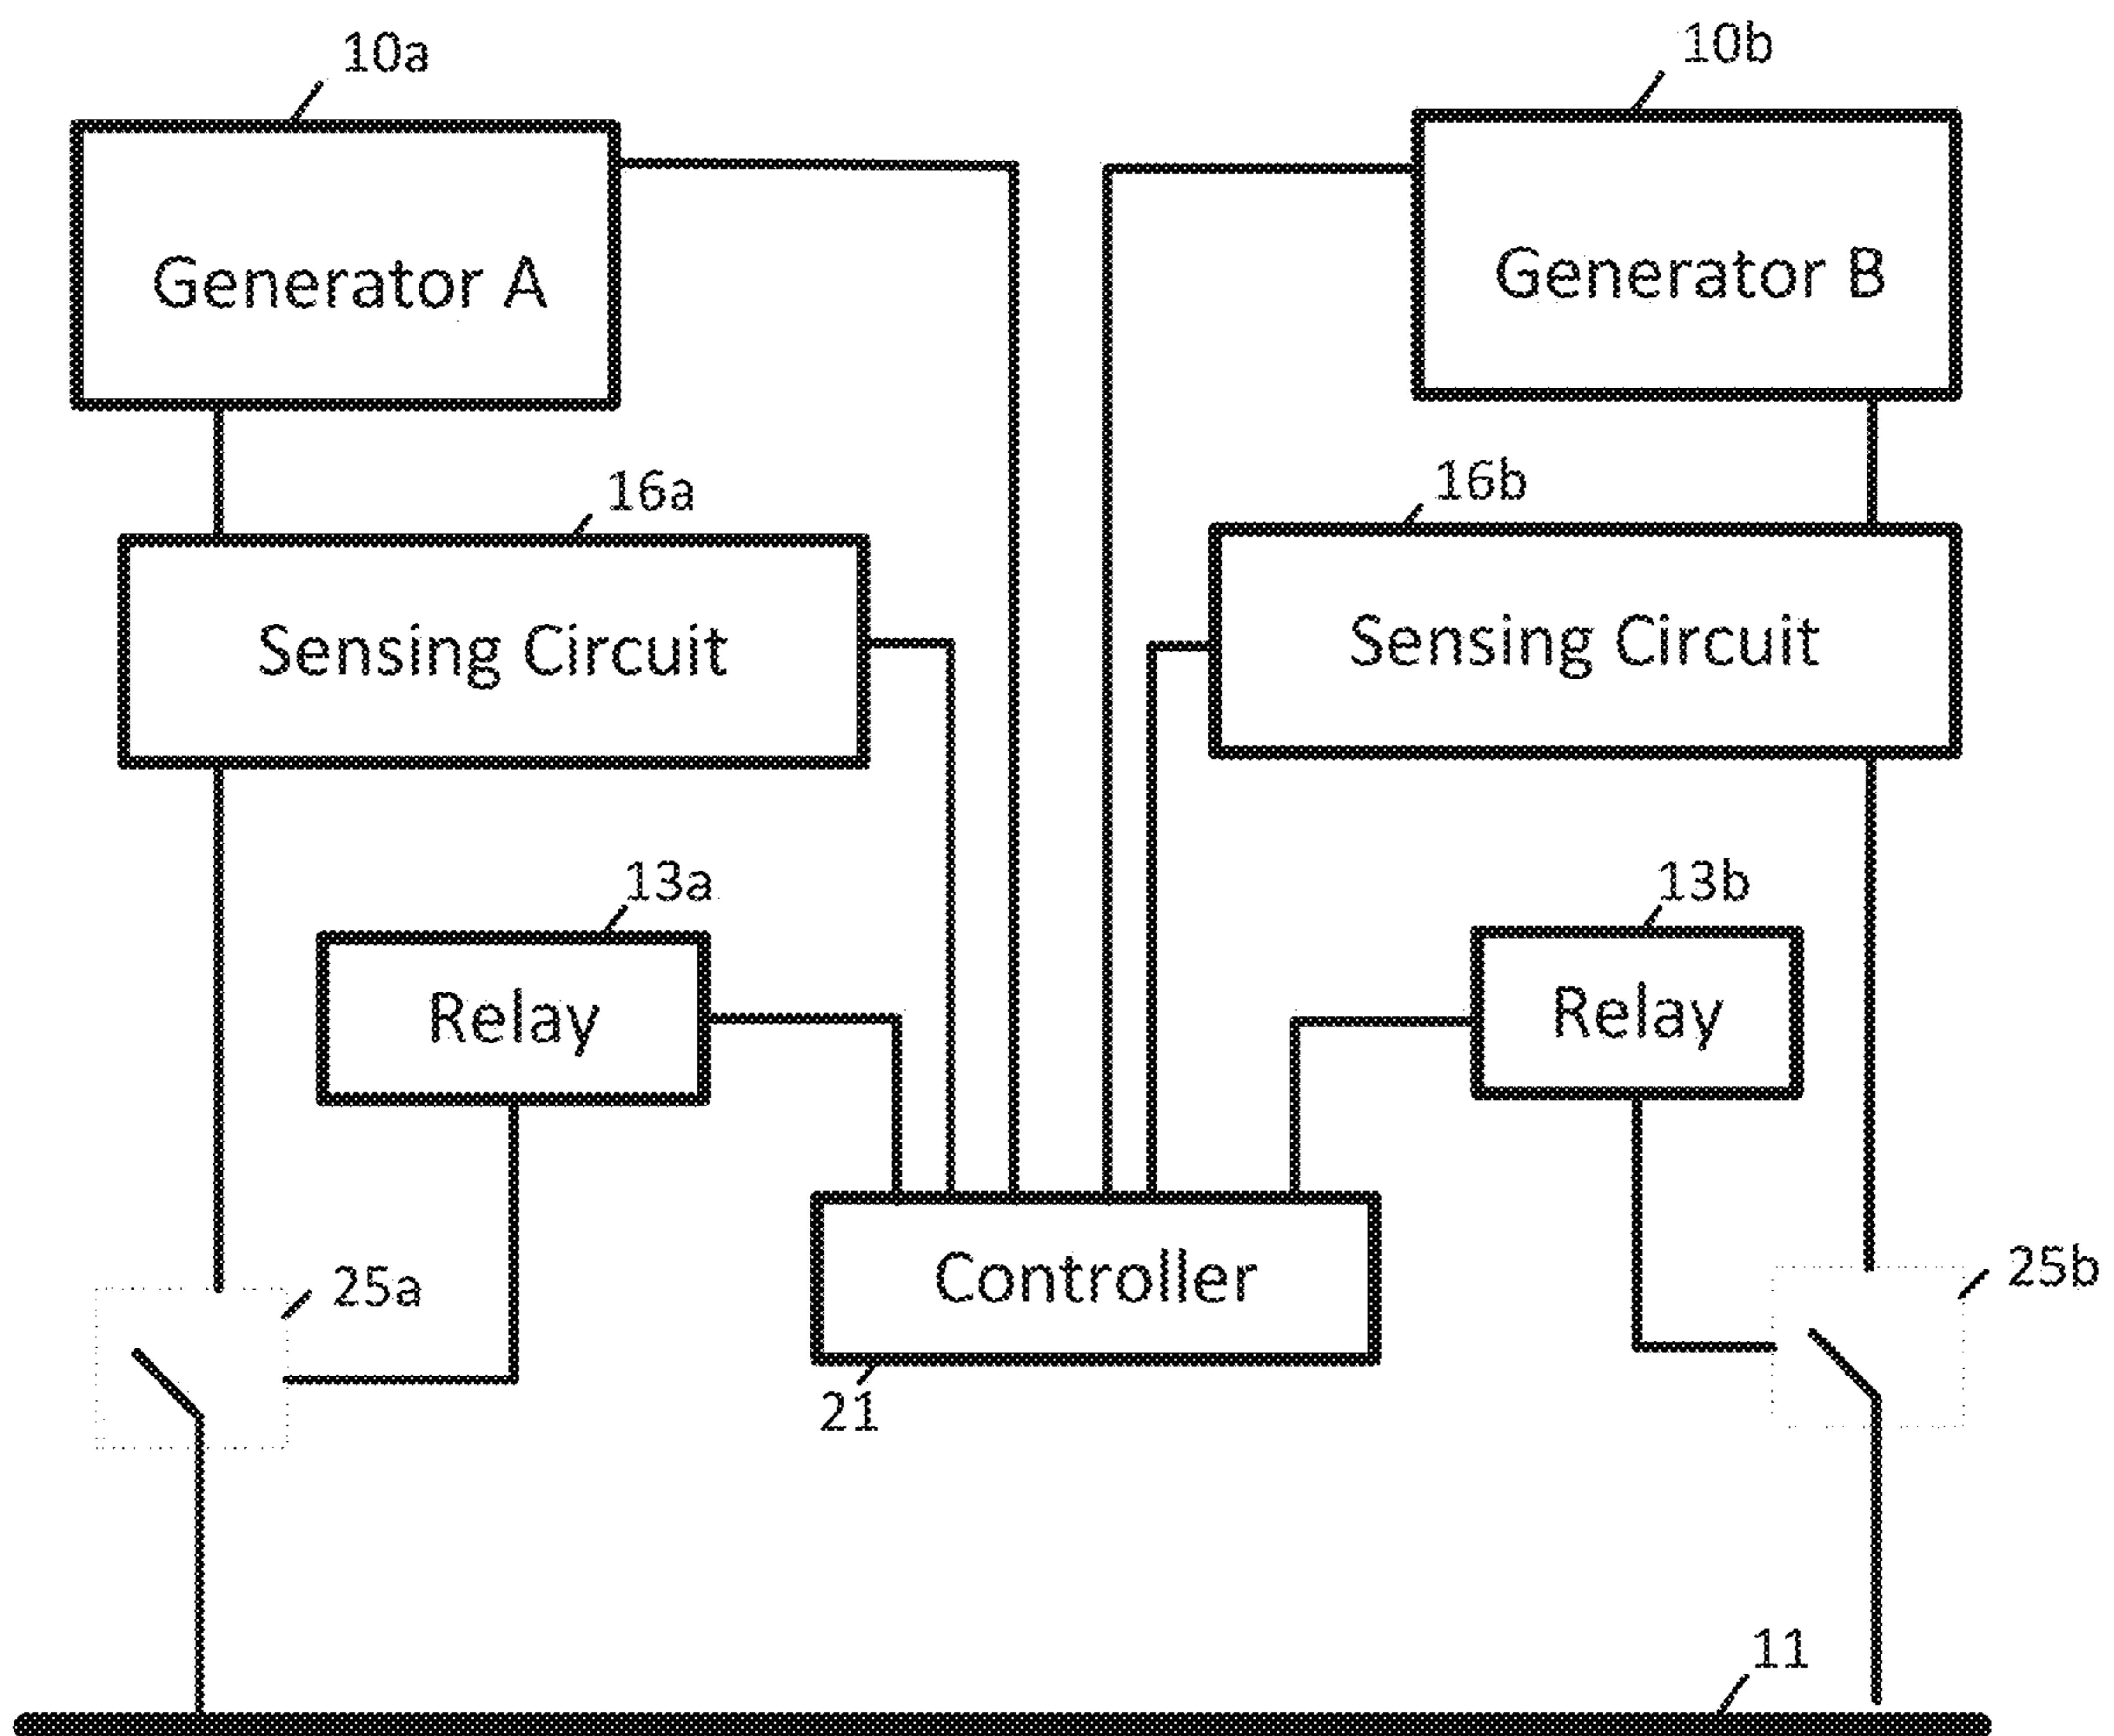 10a
10b
Generator A
Generator B
16a
16b
Sensing Circuit
Sensing Circuit
13a
13b
Relay
Relay
Controller
25a
25b
21
11